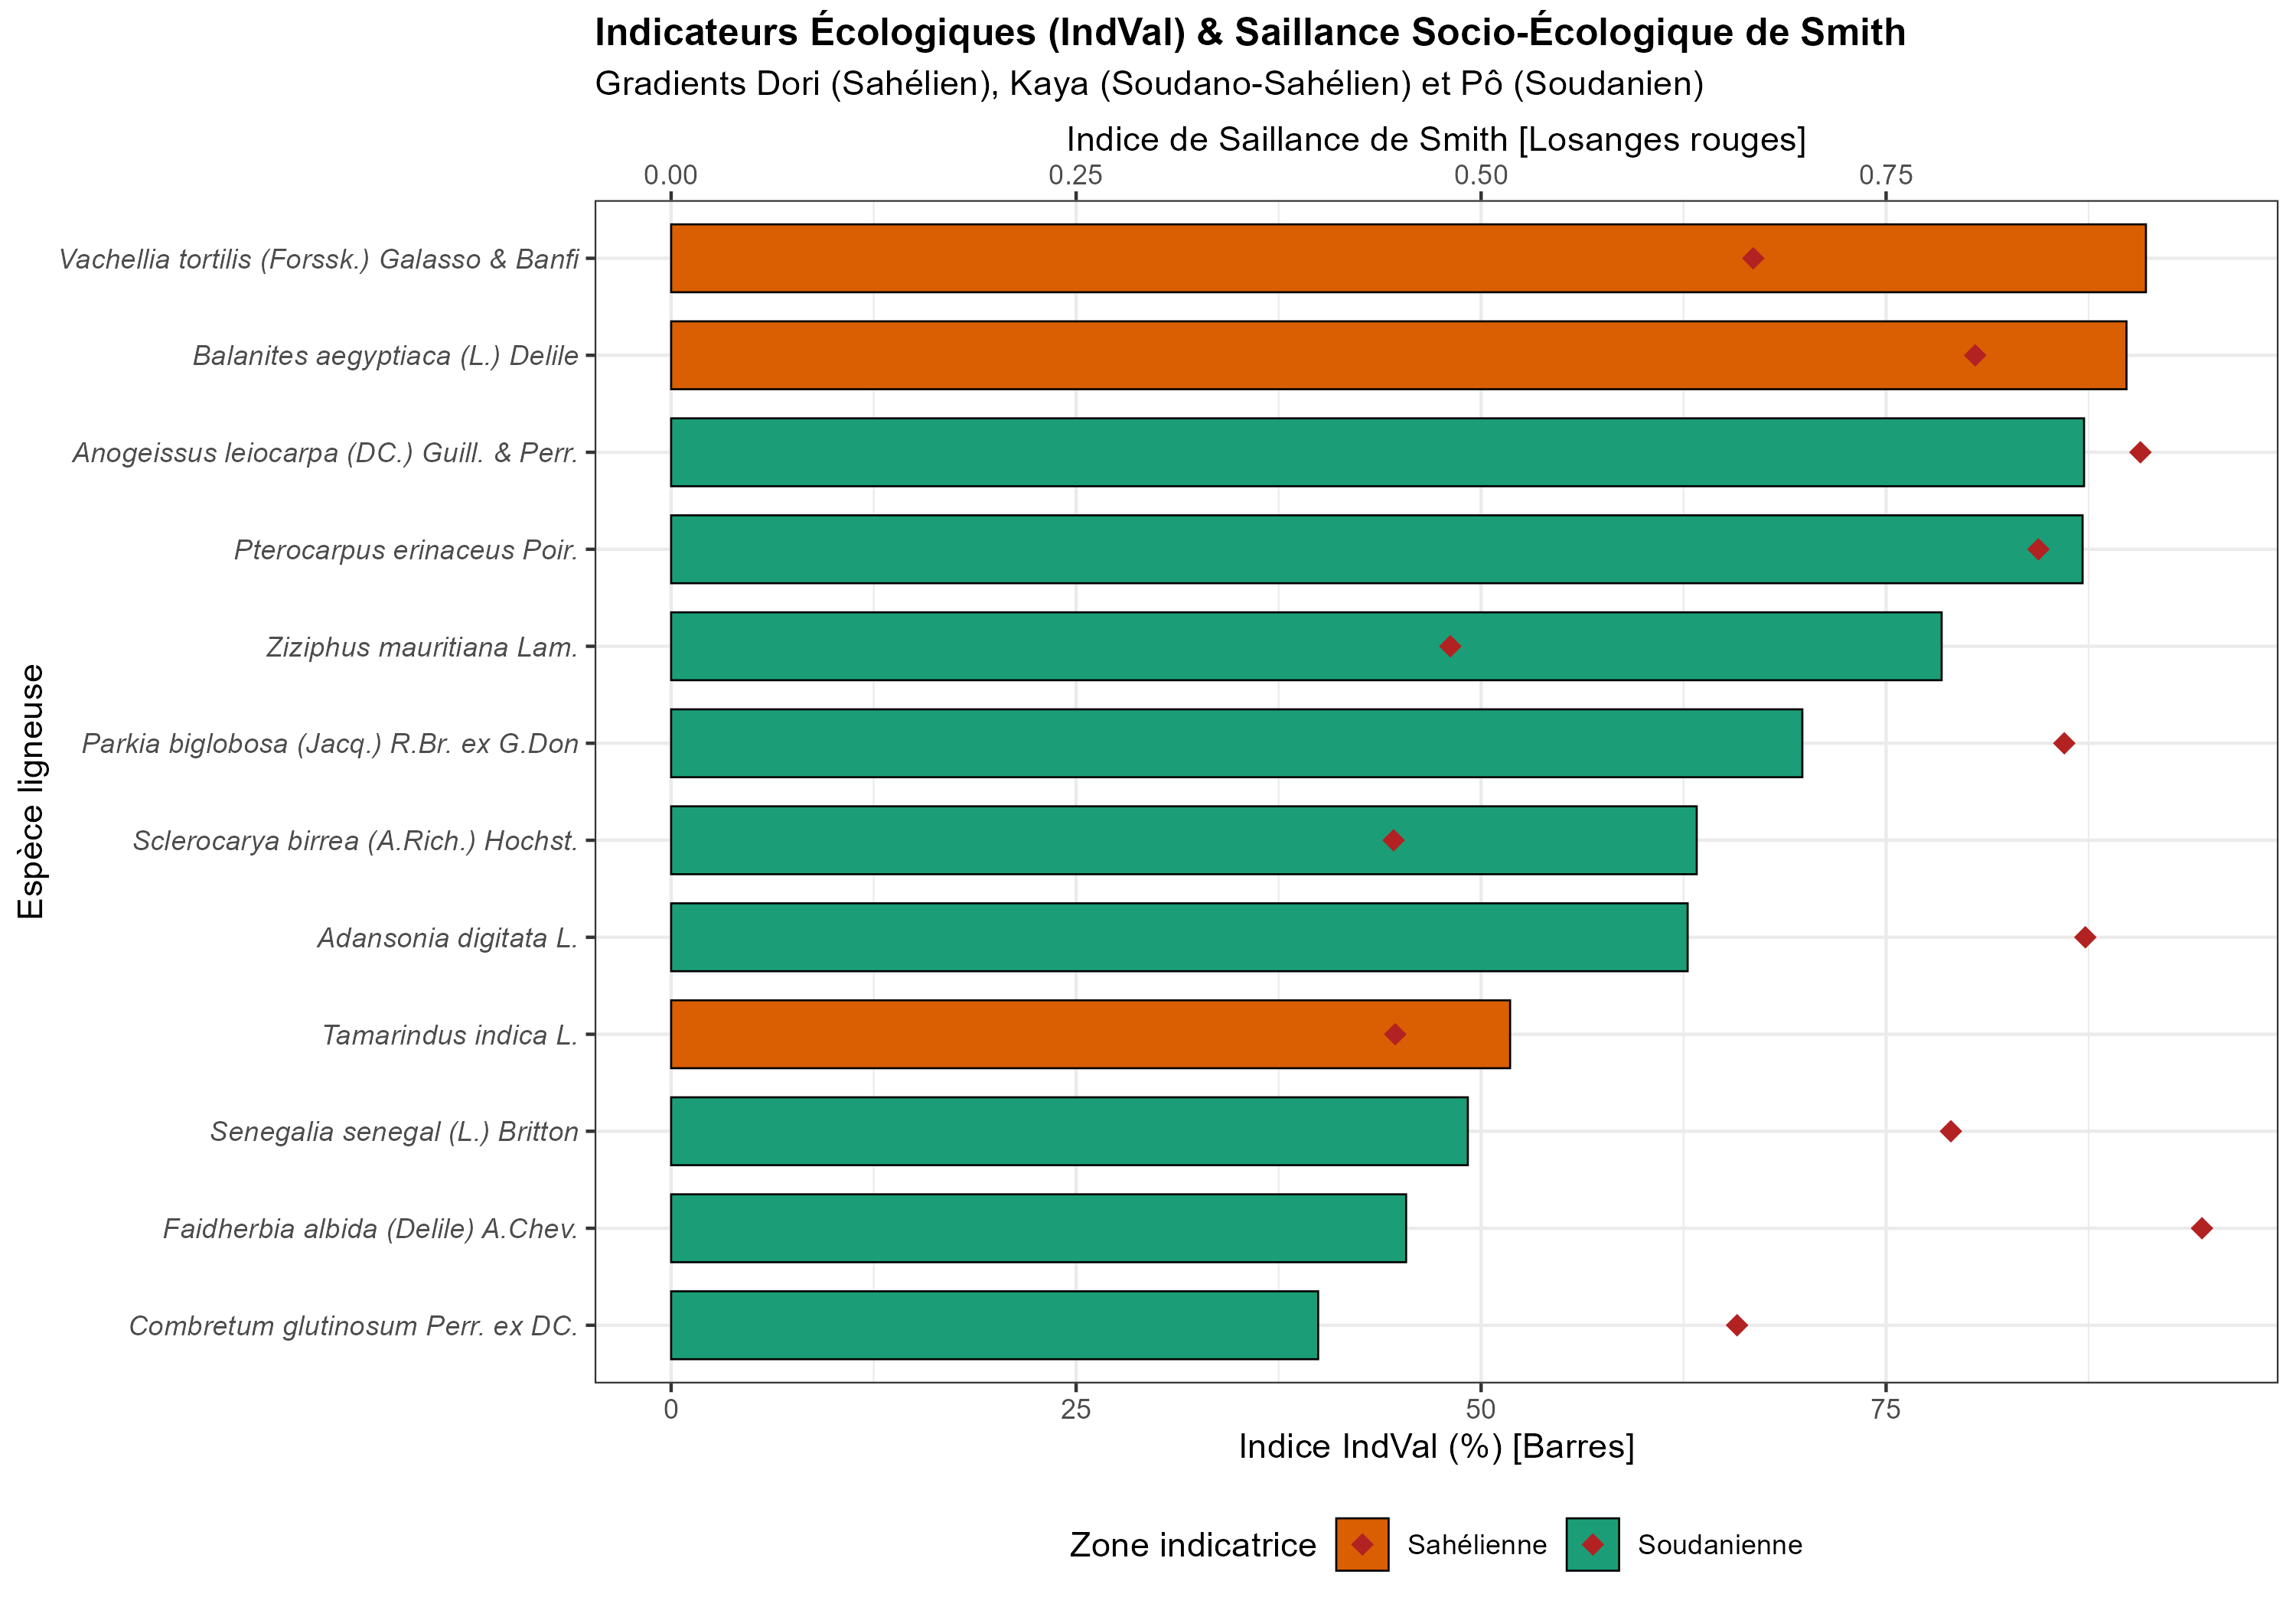 Indicateurs Écologiques (IndVal) & Saillance Socio-Écologique de Smith
Gradients Dori (Sahélien), Kaya (Soudano-Sahélien) et Pô (Soudanien)
Indice de Saillance de Smith [Losanges rouges]
0.00 0.25 0.50 0.75
Espèce ligneuse
Vachellia tortilis (Forssk.) Galasso & Banfi
Balanites aegyptiaca (L.) Delile
Anogeissus leiocarpa (DC.) Guill. & Perr.
Pterocarpus erinaceus Poir.
Ziziphus mauritiana Lam.
Parkia biglobosa (Jacq.) R.Br. ex G.Don
Sclerocarya birrea (A.Rich.) Hochst.
Adansonia digitata L.
Tamarindus indica L.
Senegalia senegal (L.) Britton
Faidherbia albida (Delile) A.Chev.
Combretum glutinosum Perr. ex DC.
0 25 50 75
Indice IndVal (%) [Barres]
Zone indicatrice Sahélienne Soudanienne